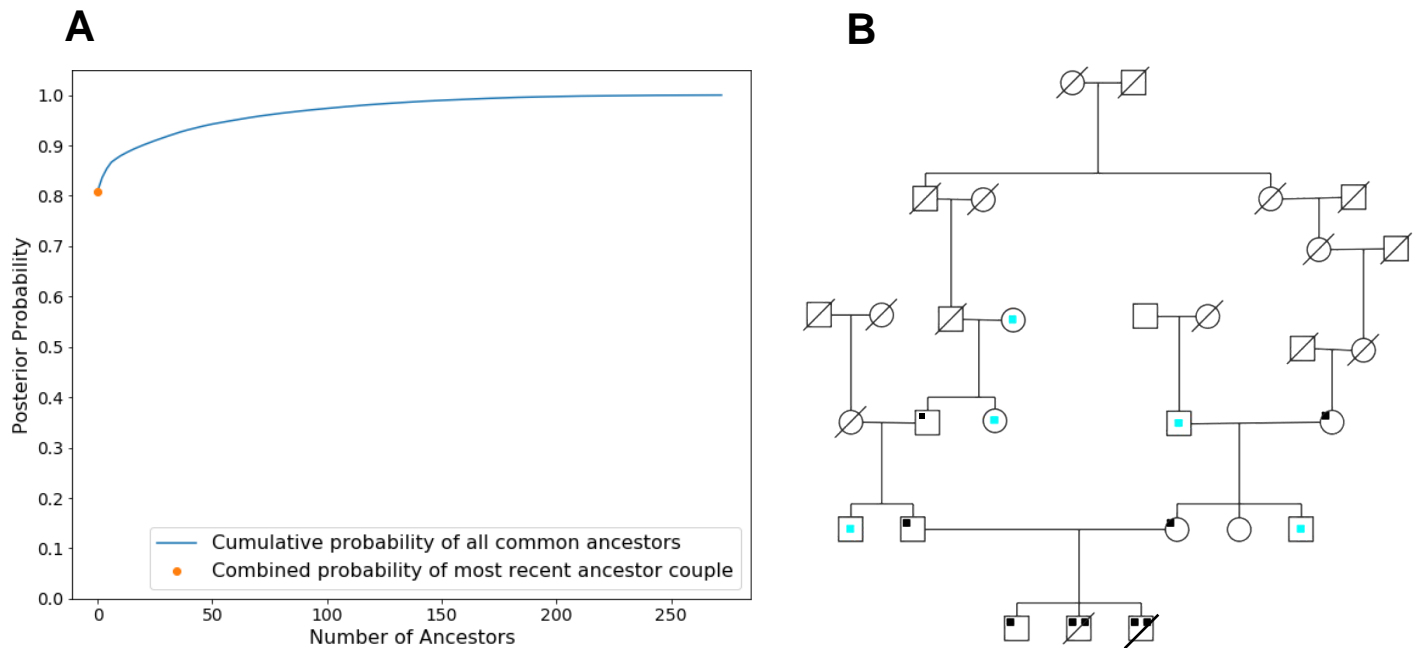 A
B
Posterior Probability
1.0
0.9
0.8
0.7
0.6
0.5
0.4
0.3
0.2
0.1
0.0
Cumulative probability of all common ancestors
Combined probability of most recent ancestor couple
0 50 100 150 200 250
Number of Ancestors